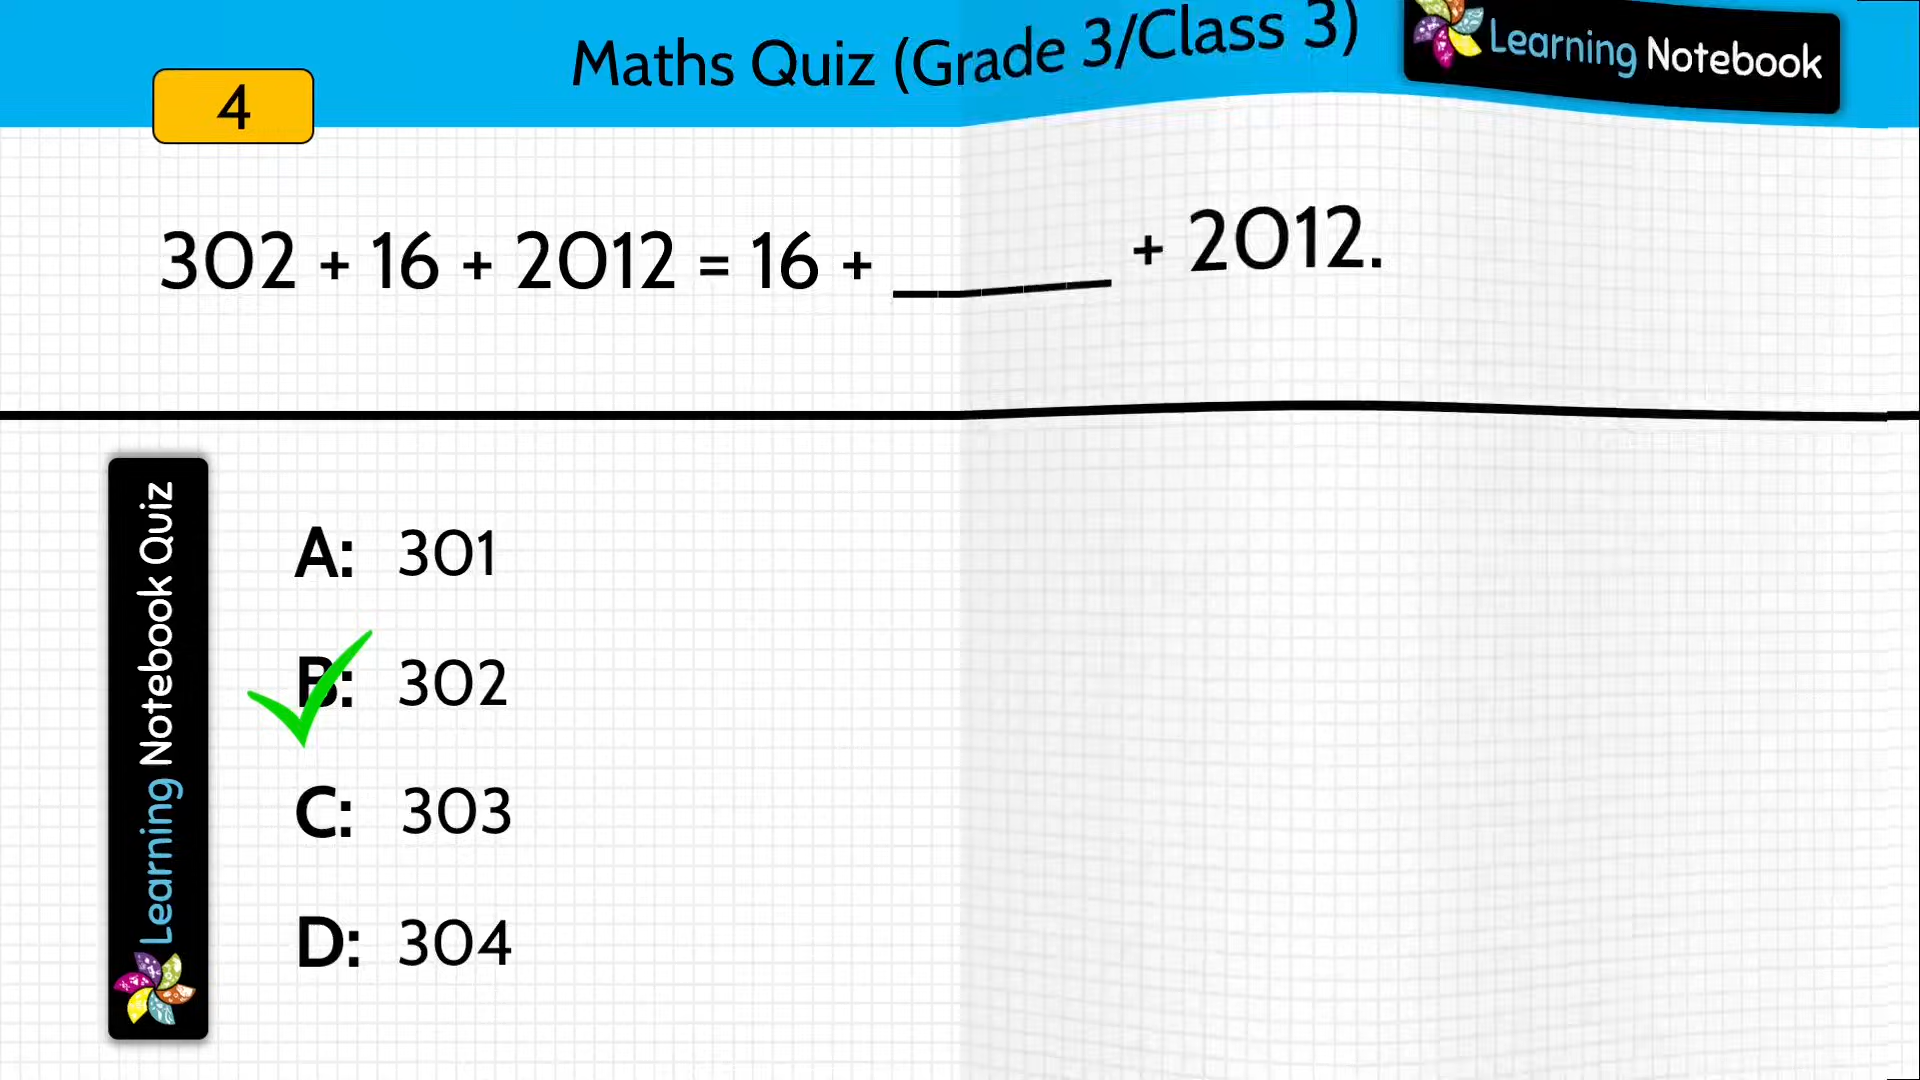 Maths Quiz (Grade 3/Class 3)
Learning Notebook
4
302 + 16 + 2012 = 16 + ______ + 2012.
A: 301
B: 302
C: 303
D: 304
Learning Notebook Quiz